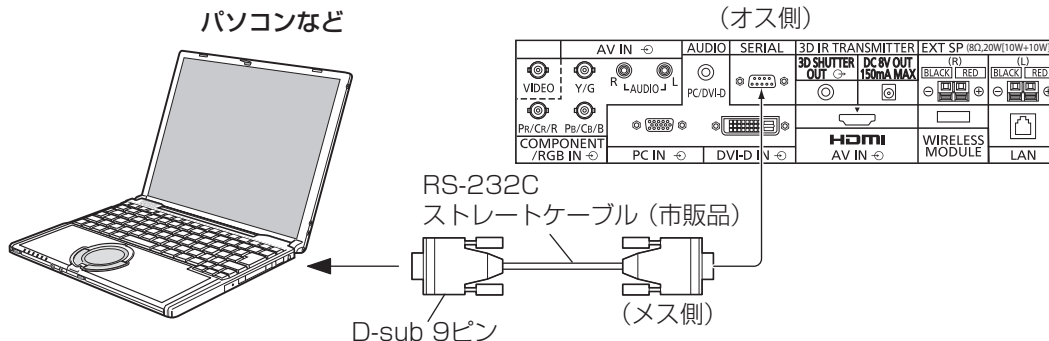 パソコンなど
(オス側)
AV IN
AUDIO
SERIAL
3D IR TRANSMITTER
EXT SP (8Ω,20W[10W+10W]
3D SHUTTER
OUT
DC 8V OUT
150mA MAX
(R)
BLACK RED
(L)
BLACK RED
VIDEO
Y/G
R AUDIO L
PC/DVI-D
PR/CR/R
PB/CB/B
COMPONENT
/RGB IN
PC IN
DVI-D IN
HDMI
AV IN
WIRELESS
MODULE
LAN
RS-232C
ストレートケーブル(市販品)
(メス側)
D-sub 9ピン